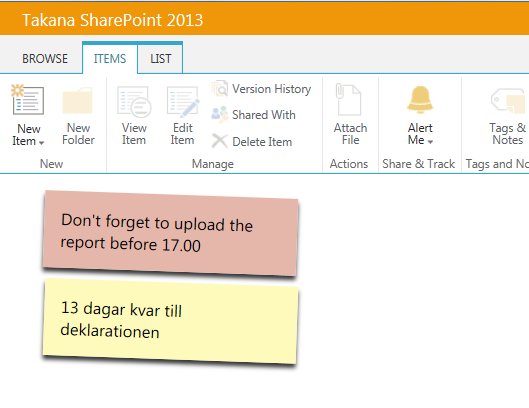 Takana SharePoint 2013
BROWSE ITEMS LIST
New
Item
New
Folder
View
Item
Edit
Item
Version History
Shared With
Delete Item
Attach
File
Alert
Me
Tags &
Notes
New Manage Actions Share & Track Tags and No
Don't forget to upload the
report before 17.00
13 dagar kvar till
deklarationen